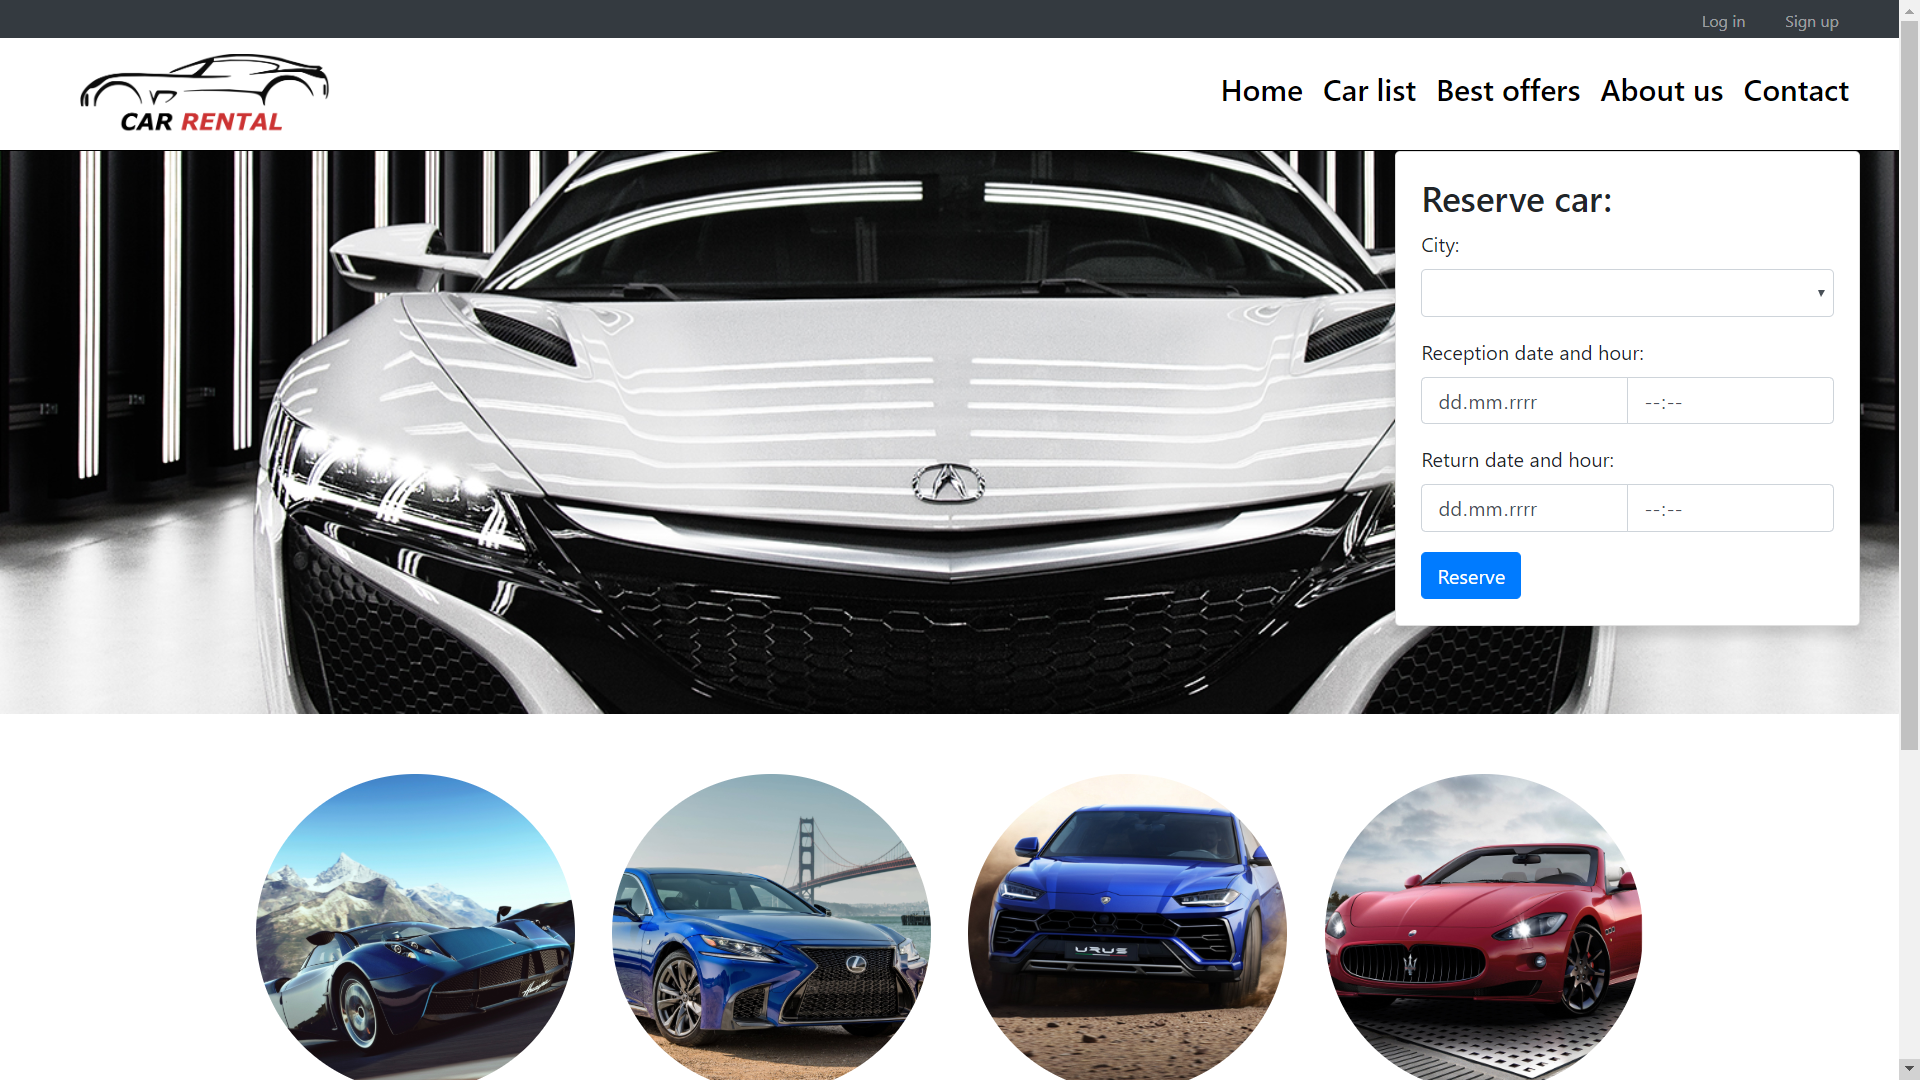 Log in Sign up
CAR RENTAL
Home Car list Best offers About us Contact
Reserve car:
City:
Reception date and hour:
dd.mm.rrrr --:--
Return date and hour:
dd.mm.rrrr --:--
Reserve
URUS